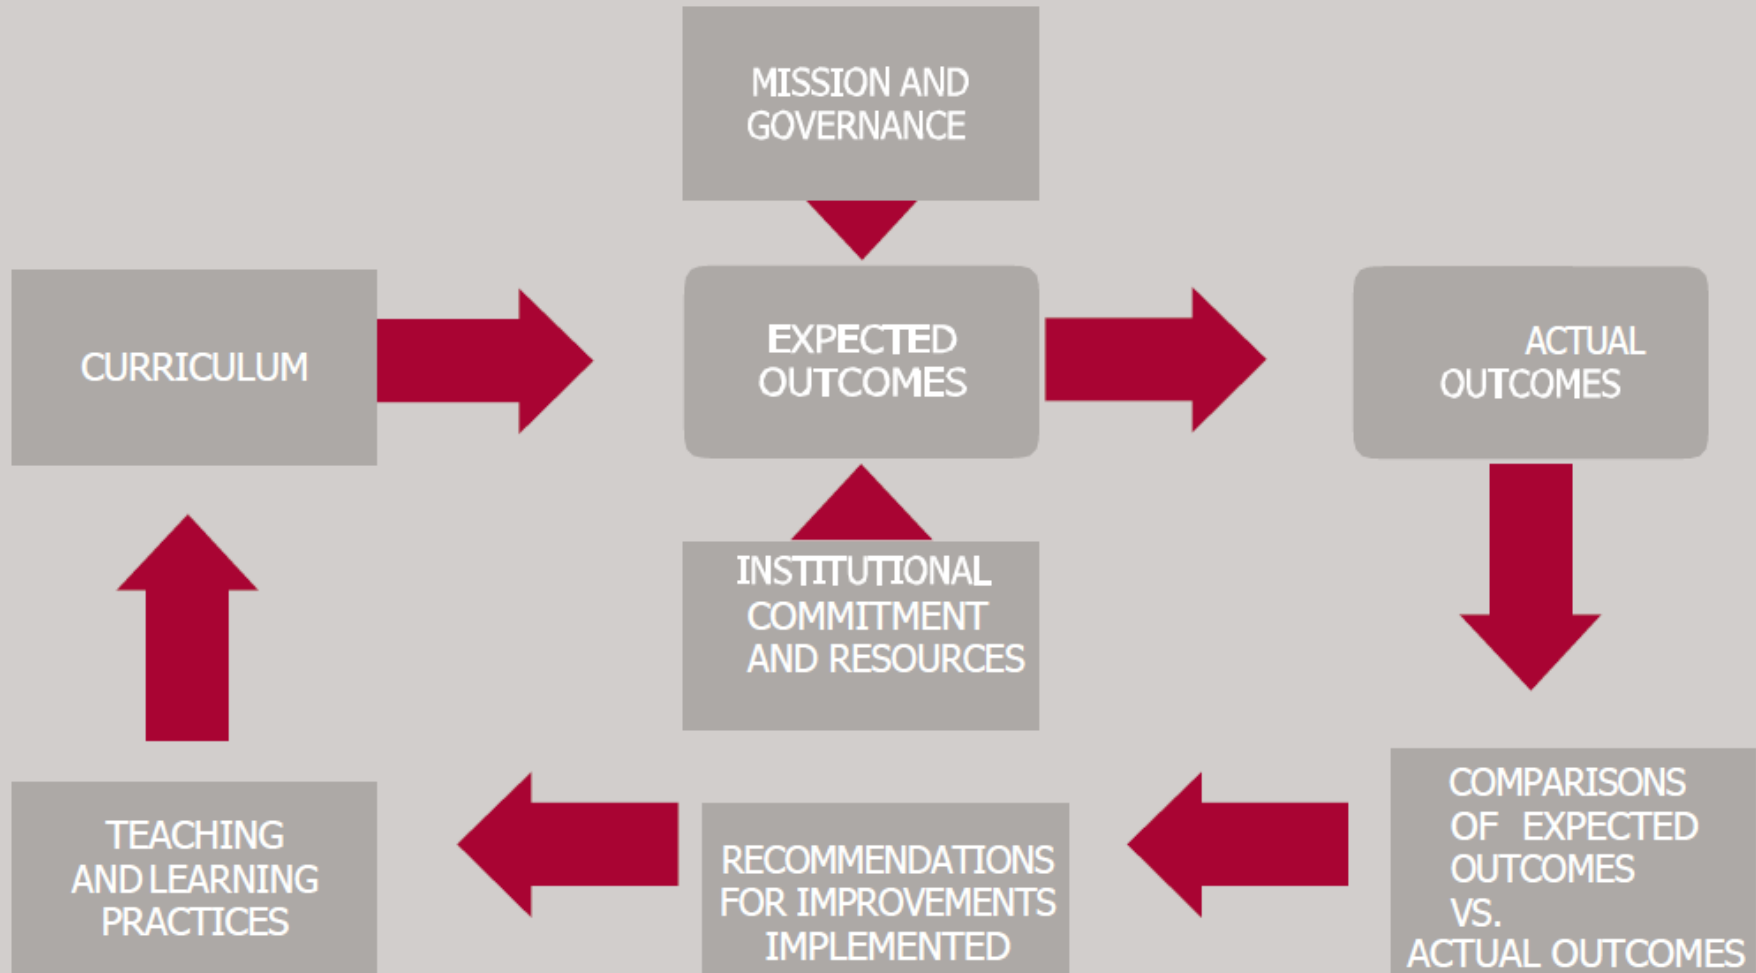 MISSION AND
GOVERNANCE
CURRICULUM
EXPECTED
OUTCOMES
ACTUAL
OUTCOMES
INSTITUTIONAL
COMMITMENT
AND RESOURCES
TEACHING
AND LEARNING
PRACTICES
RECOMMENDATIONS
FOR IMPROVEMENTS
IMPLEMENTED
COMPARISONS
OF EXPECTED
OUTCOMES
VS.
ACTUAL OUTCOMES